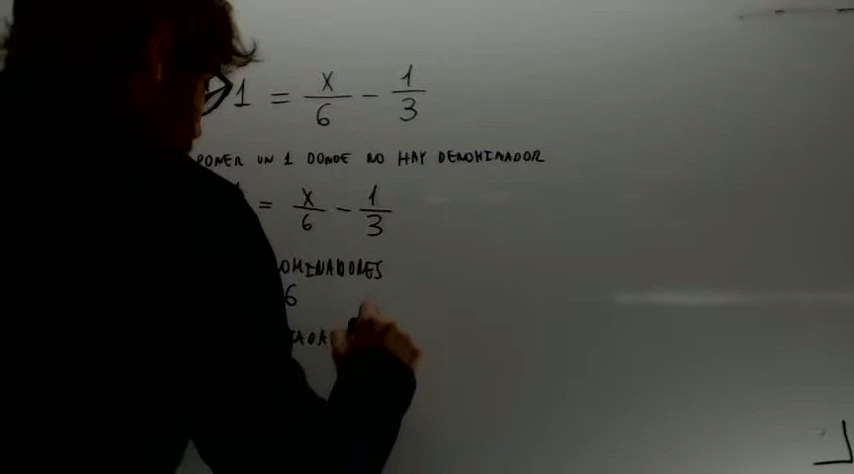 1 = x/6 - 1/3
PONER UN 1 DONDE NO HAY DENOMINADOR
= x/6 - 1/3
OMINADORES
6